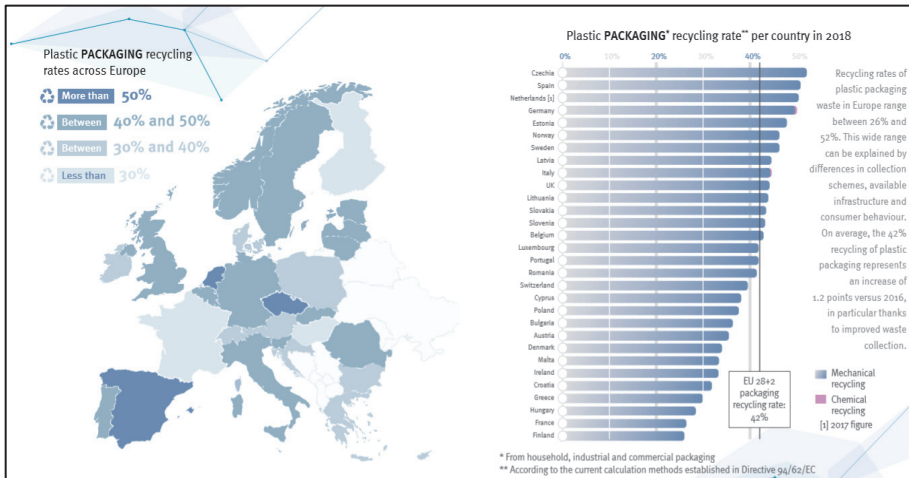 Plastic PACKAGING recycling
rates across Europe
More than 50%
Between 40% and 50%
Between 30% and 40%
Less than 30%
Plastic PACKAGING* recycling rate** per country in 2018
0% 20% 30% 40% 50%
Czechia
Spain
Netherlands [1]
Germany
Estonia
Norway
Sweden
Latvia
Italy
UK
Lithuania
Slovakia
Slovenia
Belgium
Luxembourg
Portugal
Romania
Switzerland
Cyprus
Poland
Bulgaria
Austria
Denmark
Malta
Ireland
Croatia
Greece
Hungary
France
Finland
EU 28+2
packaging
recycling rate:
42%
Recycling rates of
plastic packaging
waste in Europe range
between 26% and
52%. This wide range
can be explained by
differences in collection
schemes, available
infrastructure and
consumer behaviour.
On average, the 42%
recycling of plastic
packaging represents
an increase of
1.2 points versus 2016,
in particular thanks
to improved waste
collection.
Mechanical
recycling
Chemical
recycling
[1] 2017 figure
* From household, industrial and commercial packaging
** According to the current calculation methods established in Directive 94/62/EC